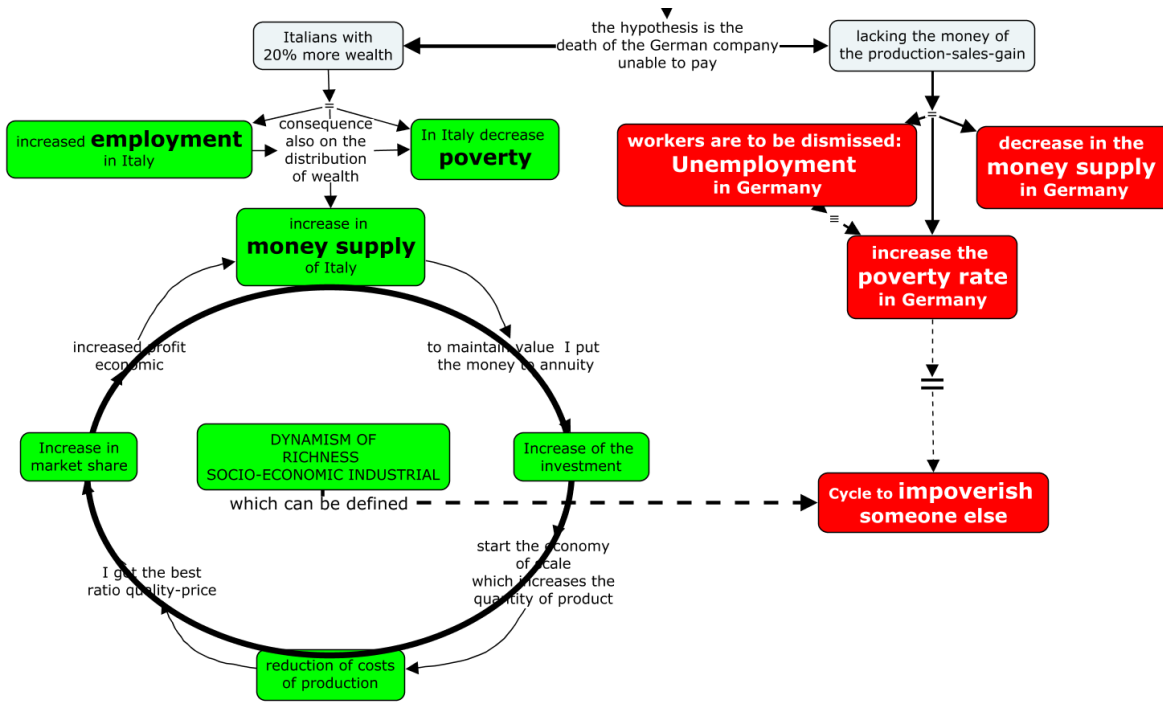 Italians with
20% more wealth
the hypothesis is the
death of the German company
unable to pay
lacking the money of
the production-sales-gain
=
increased employment
in Italy
consequence
also on the
distribution
of wealth
In Italy decrease
poverty
=
workers are to be dismissed:
Unemployment
in Germany
decrease in the
money supply
in Germany
increase in
money supply
of Italy
≡
increase the
poverty rate
in Germany
increased profit
economic
to maintain value I put
the money to annuity
=
Increase in
market share
DYNAMISM OF
RICHNESS
SOCIO-ECONOMIC INDUSTRIAL
Increase of the
investment
which can be defined
Cycle to impoverish
someone else
I get the best
ratio quality-price
start the economy
of scale
which increases the
quantity of product
reduction of costs
of production